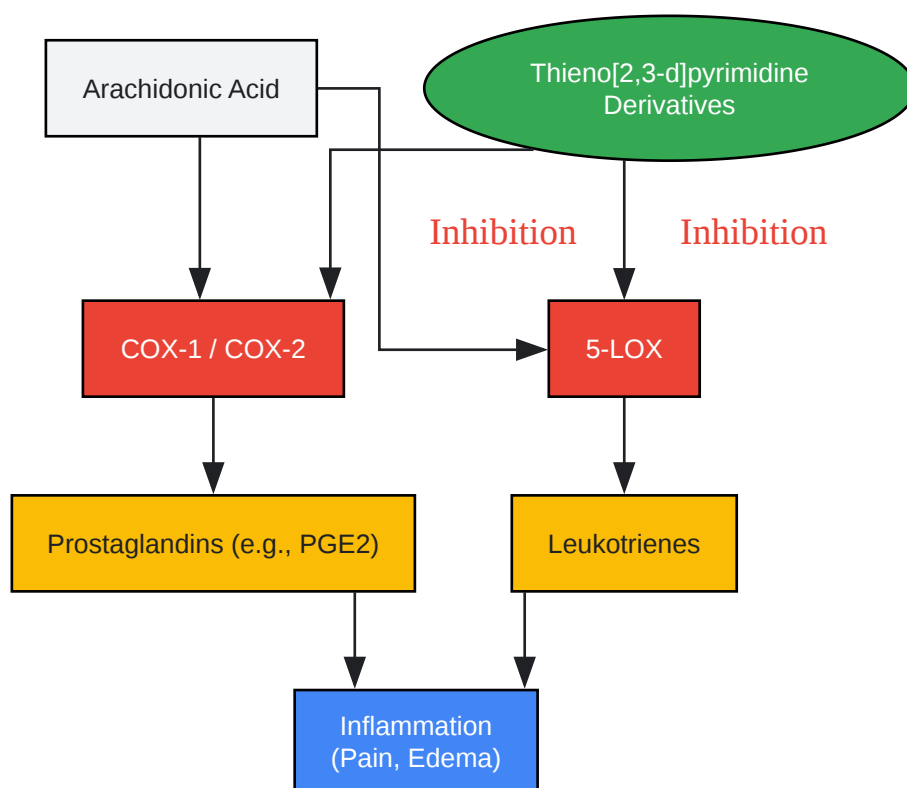 Arachidonic Acid
Thieno[2,3-d]pyrimidine
Derivatives
Inhibition
Inhibition
COX-1 / COX-2
5-LOX
Prostaglandins (e.g., PGE2)
Leukotrienes
Inflammation
(Pain, Edema)